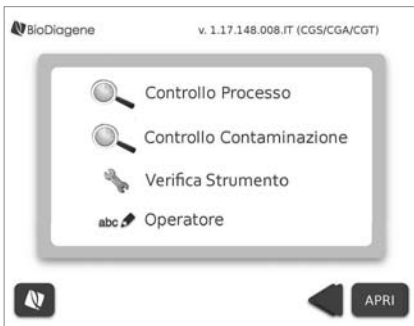 BioDiagene v. 1.17.148.008.IT (CGS/CGA/CGT)
Controllo Processo
Controllo Contaminazione
Verifica Strumento
abc Operatore
APRI